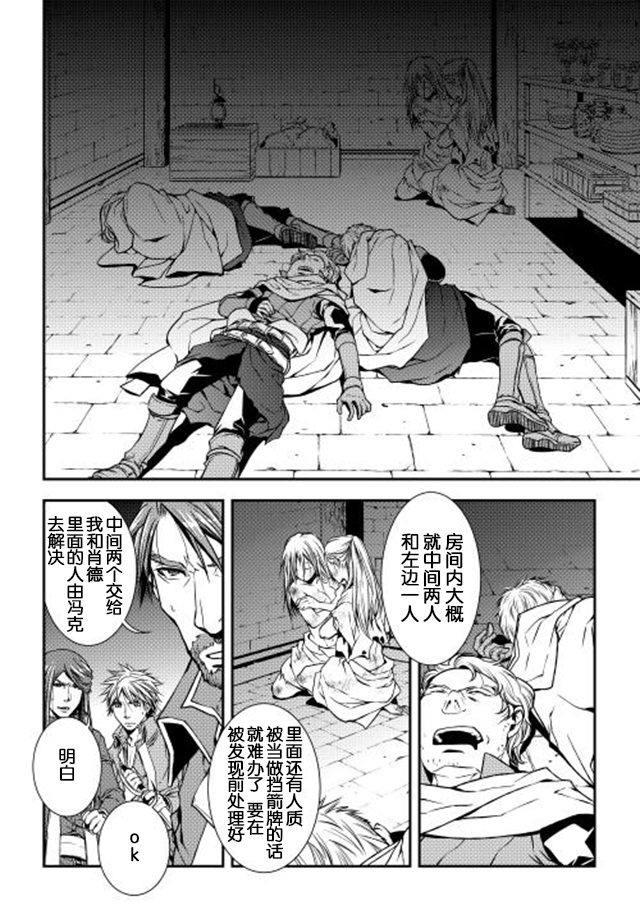 房间内大概
就中间两人
和左边一人
里面还有人质
被当做挡箭牌的话
就难办了 要在
被发现前处理好
中间两个交给
我和肖德
里面的人由冯克
去解决
明白
ok